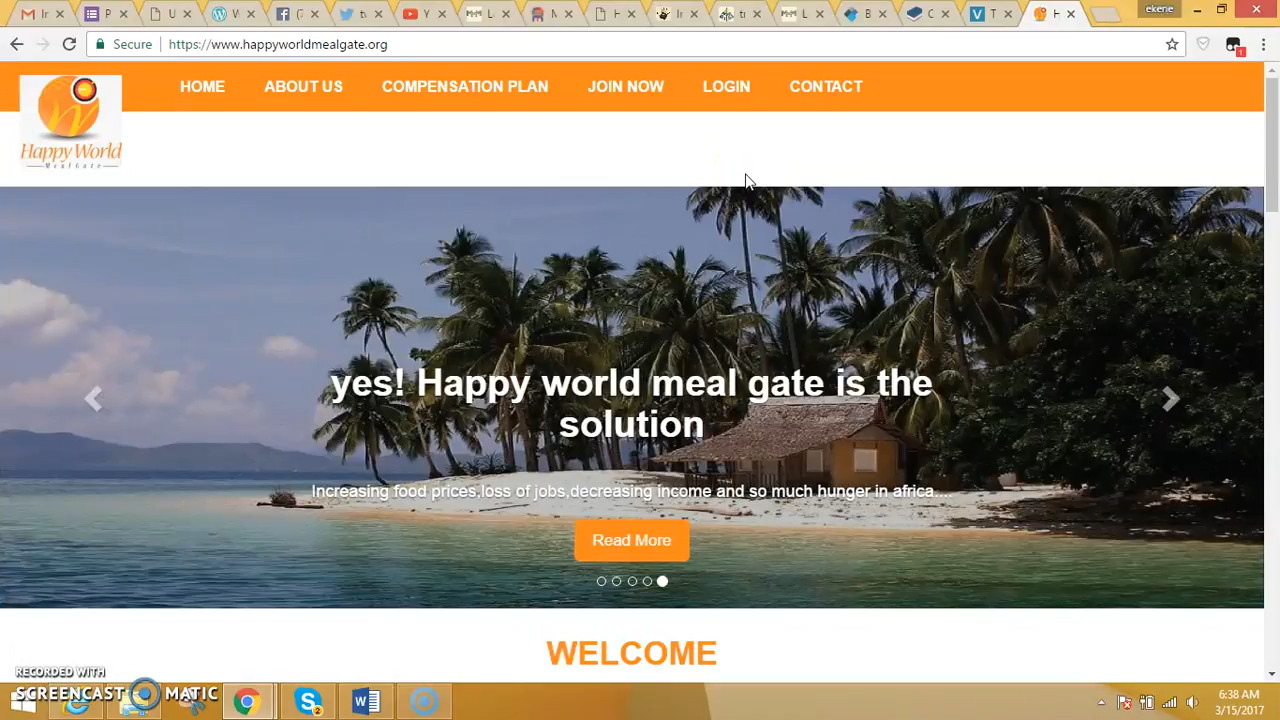 ekene
Secure
https://www.happyworldmealgate.org
HOME
ABOUT US
COMPENSATION PLAN
JOIN NOW
LOGIN
CONTACT
Happy World
MealGate
yes! Happy world meal gate is the
solution
Increasing food prices,loss of jobs,decreasing income and so much hunger in africa....
Read More
WELCOME
RECORDED WITH
SCREENCAST MATIC
6:38 AM
3/15/2017